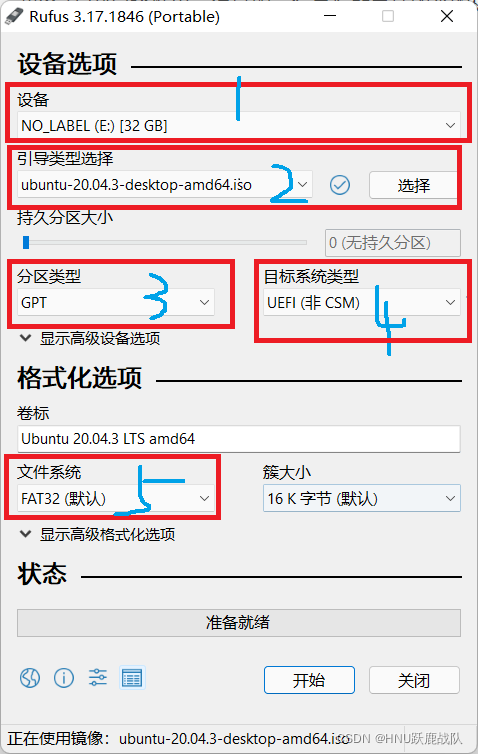 Rufus 3.17.1846 (Portable)
设备选项
设备
1
NO_LABEL (E:) [32 GB]
引导类型选择
ubuntu-20.04.3-desktop-amd64.iso
2
选择
持久分区大小
0 (无持久分区)
分区类型
目标系统类型
GPT
3
UEFI (非 CSM)
4
显示高级设备选项
格式化选项
卷标
Ubuntu 20.04.3 LTS amd64
文件系统
簇大小
FAT32 (默认)
5
16 K 字节 (默认)
显示高级格式化选项
状态
准备就绪
开始
关闭
正在使用镜像: ubuntu-20.04.3-desktop-amd64.iso
CSDN @HNU跃鹿战队